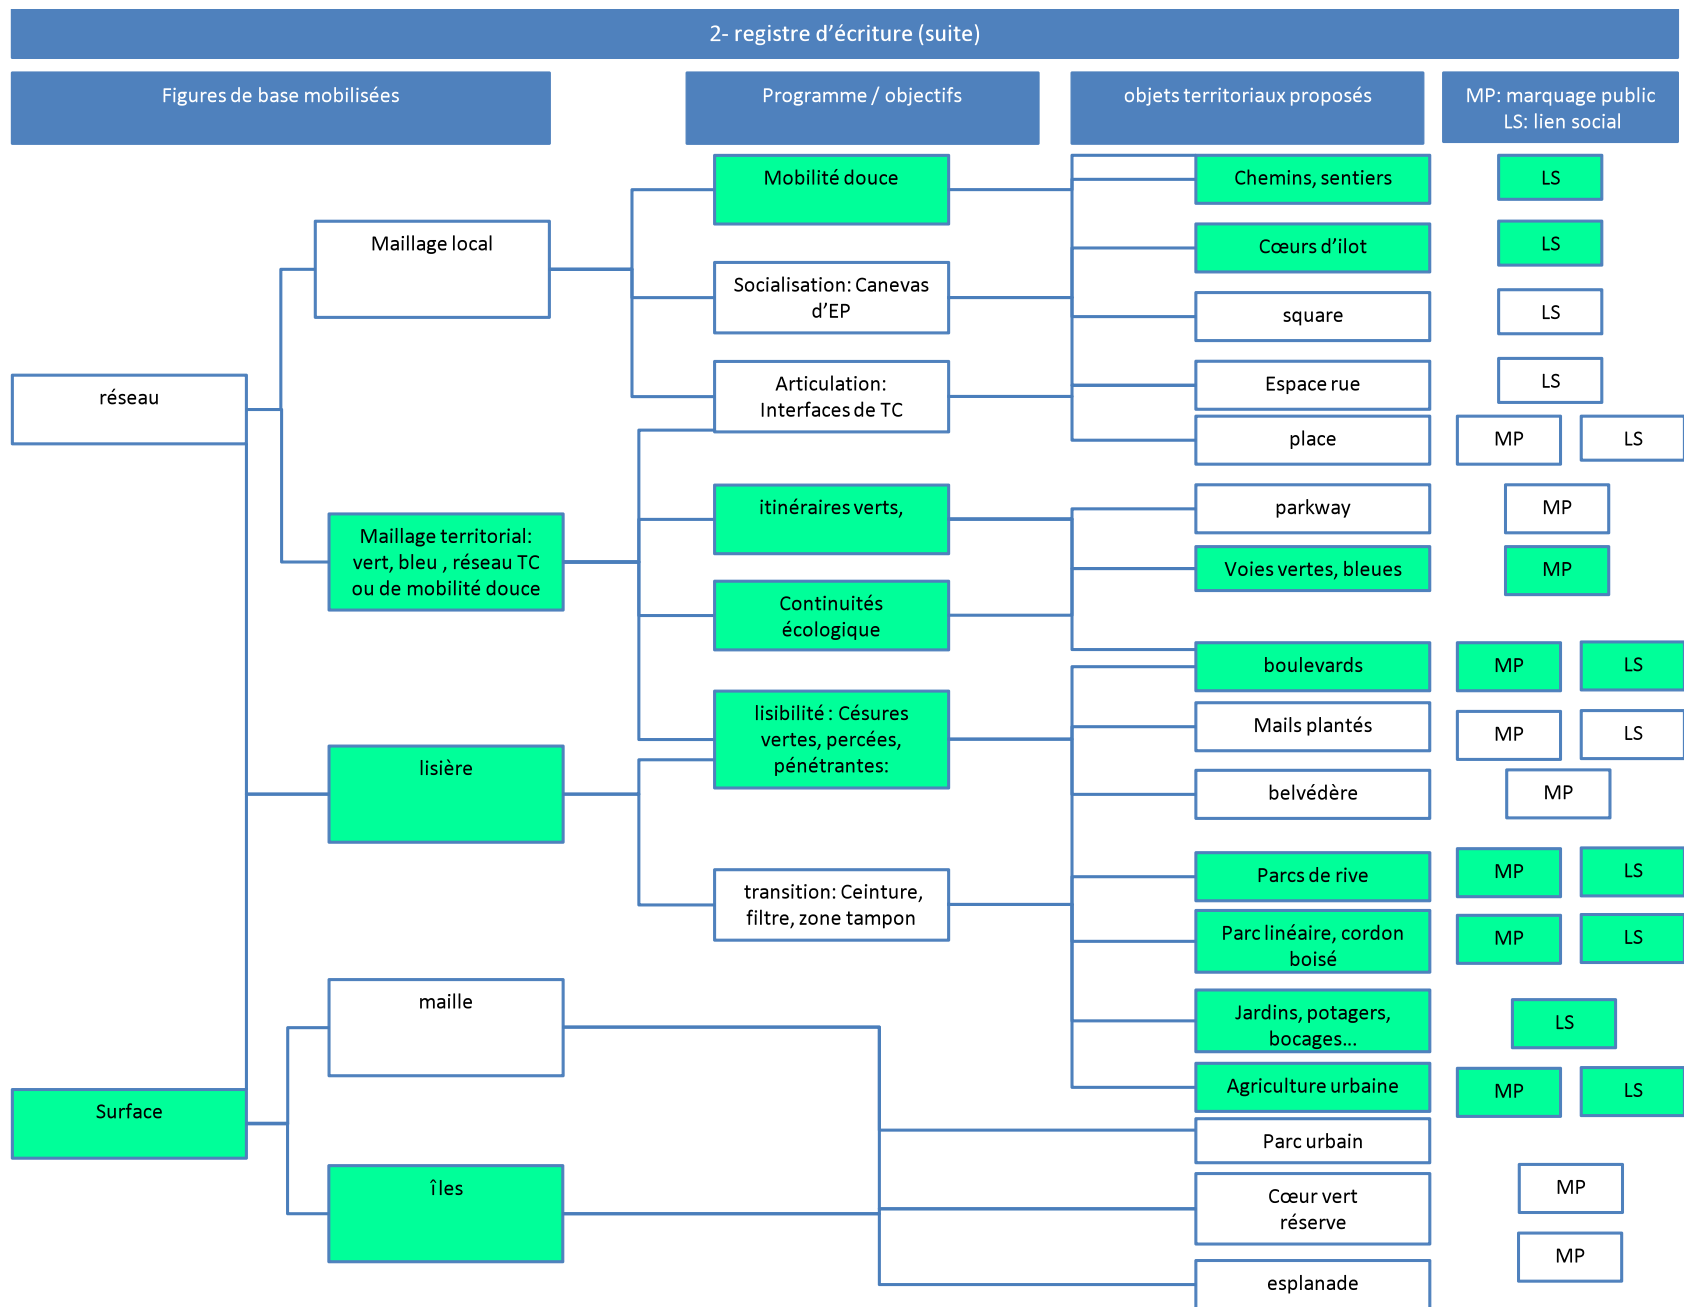 2- registre d’écriture (suite)
Figures de base mobilisées
Programme / objectifs
objets territoriaux proposés
MP: marquage public
LS: lien social
réseau
Surface
Maillage local
Maillage territorial:
vert, bleu , réseau TC
ou de mobilité douce
lisière
maille
îles
Mobilité douce
Socialisation: Canevas
d’EP
Articulation:
Interfaces de TC
itinéraires verts,
Continuités
écologique
lisibilité : Césures
vertes, percées,
pénétrantes:
transition: Ceinture,
filtre, zone tampon
Chemins, sentiers
LS
Cœurs d’ilot
LS
square
LS
Espace rue
LS
place
MP
LS
parkway
MP
Voies vertes, bleues
MP
boulevards
MP
LS
Mails plantés
MP
LS
belvédère
MP
Parcs de rive
MP
LS
Parc linéaire, cordon
boisé
MP
LS
Jardins, potagers,
bocages...
LS
Agriculture urbaine
MP
LS
Parc urbain
Cœur vert
réserve
MP
esplanade
MP